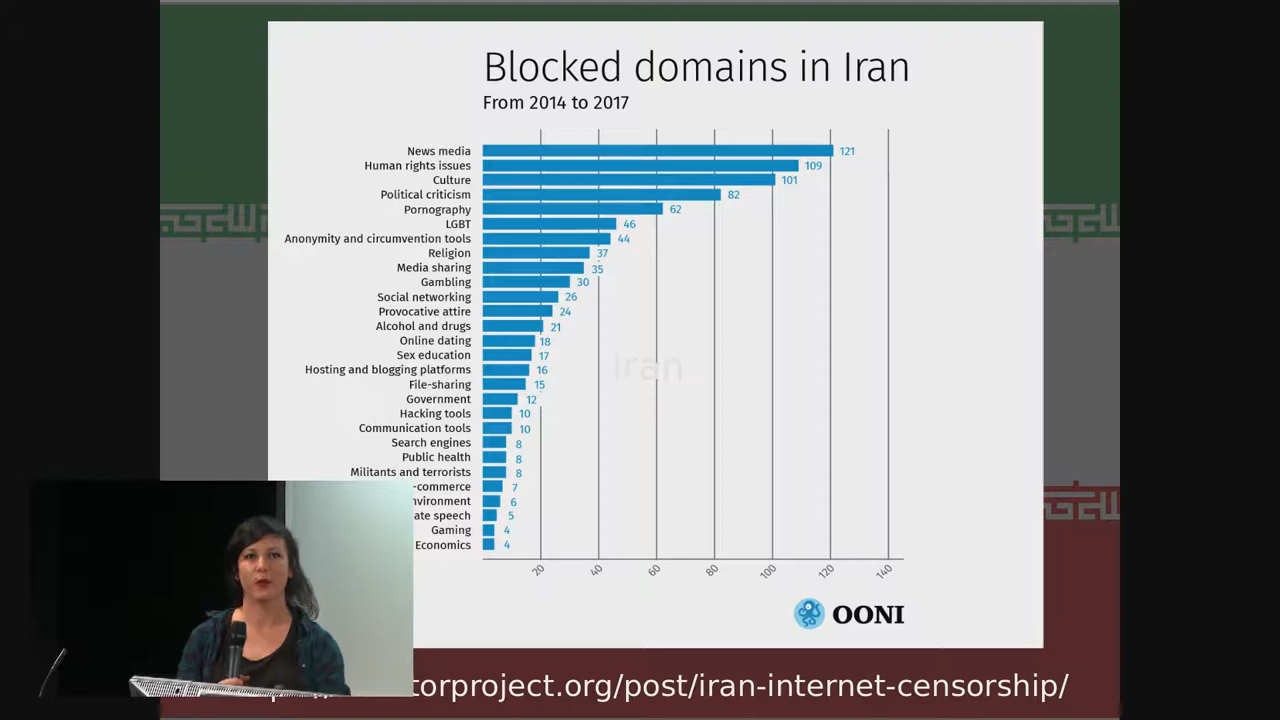 Blocked domains in Iran
From 2014 to 2017
News media 121
Human rights issues 109
Culture 101
Political criticism 82
Pornography 62
LGBT 46
Anonymity and circumvention tools 44
Religion 37
Media sharing 35
Gambling 30
Social networking 26
Provocative attire 24
Alcohol and drugs 21
Online dating 18
Sex education 17
Iran
Hosting and blogging platforms 16
File-sharing 15
Government 12
Hacking tools 10
Communication tools 10
Search engines 8
Public health 8
Militants and terrorists 8
-commerce 7
nvironment 6
ate speech 5
Gaming 4
Economics 4
20 40 60 80 100 120 140
OONI
torproject.org/post/iran-internet-censorship/